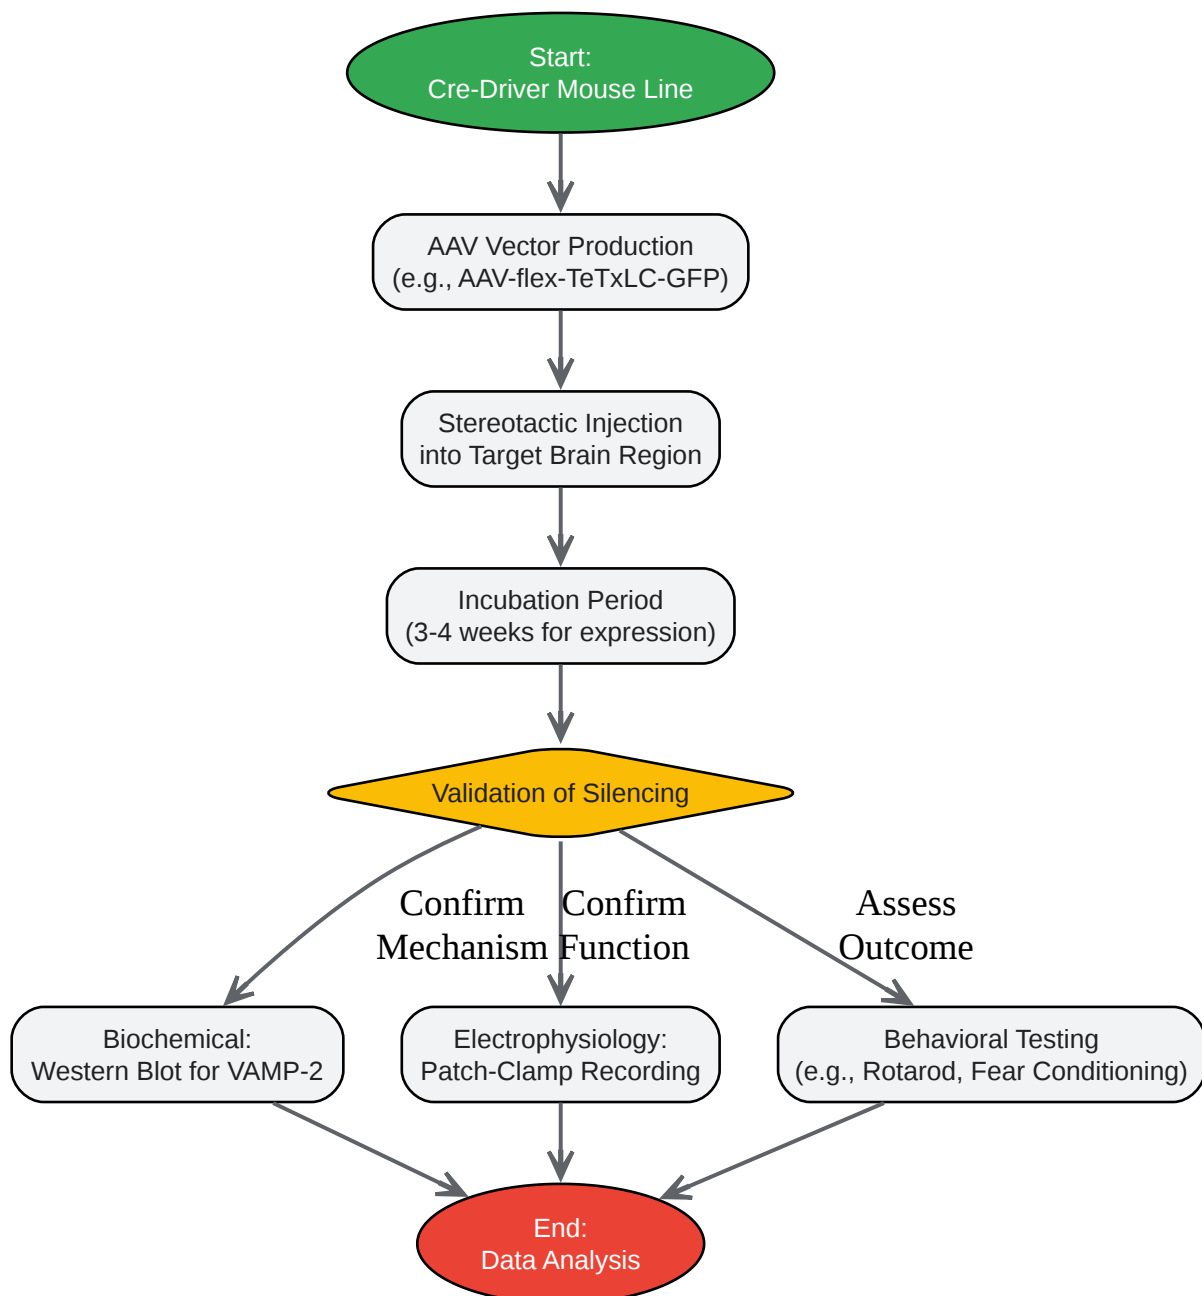 Start:
Cre-Driver Mouse Line
AAV Vector Production
(e.g., AAV-flex-TeTxLC-GFP)
Stereotactic Injection
into Target Brain Region
Incubation Period
(3-4 weeks for expression)
Validation of Silencing
Confirm
Mechanism
Confirm
Function
Assess
Outcome
Biochemical:
Western Blot for VAMP-2
Electrophysiology:
Patch-Clamp Recording
Behavioral Testing
(e.g., Rotarod, Fear Conditioning)
End:
Data Analysis